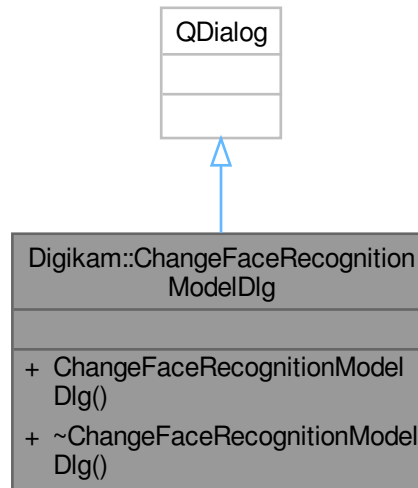 QDialog
Digikam::ChangeFaceRecognition
ModelDlg
+ ChangeFaceRecognitionModel
Dlg()
+ ~ChangeFaceRecognitionModel
Dlg()